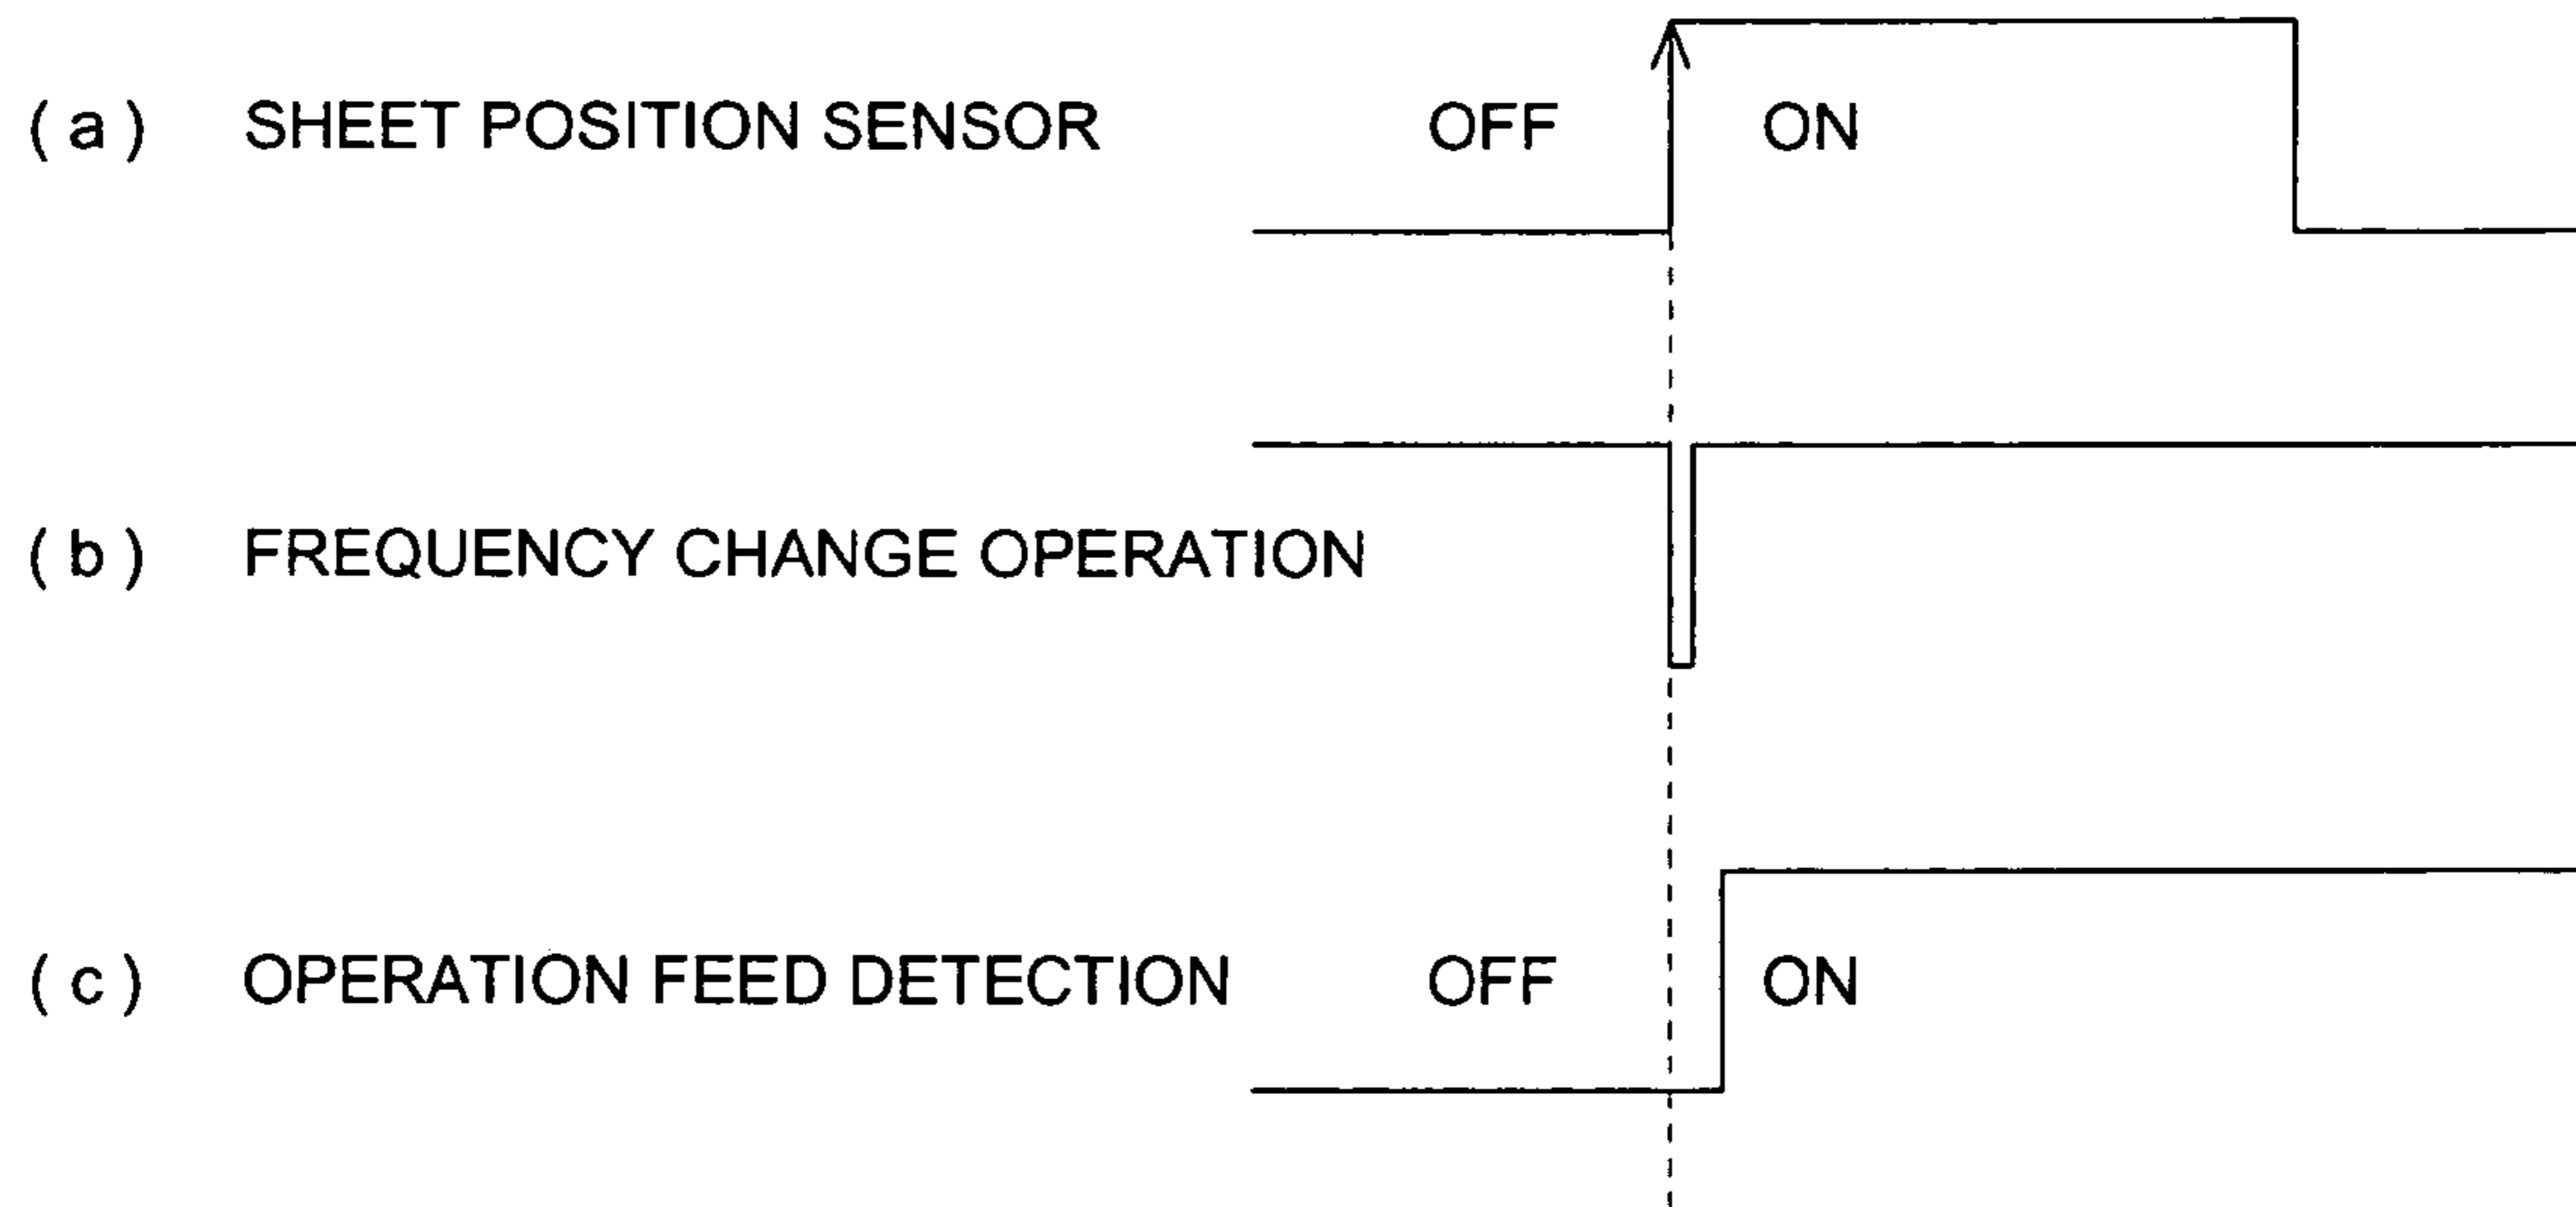 (a) SHEET POSITION SENSOR OFF ON
(b) FREQUENCY CHANGE OPERATION
(c) OPERATION FEED DETECTION OFF ON